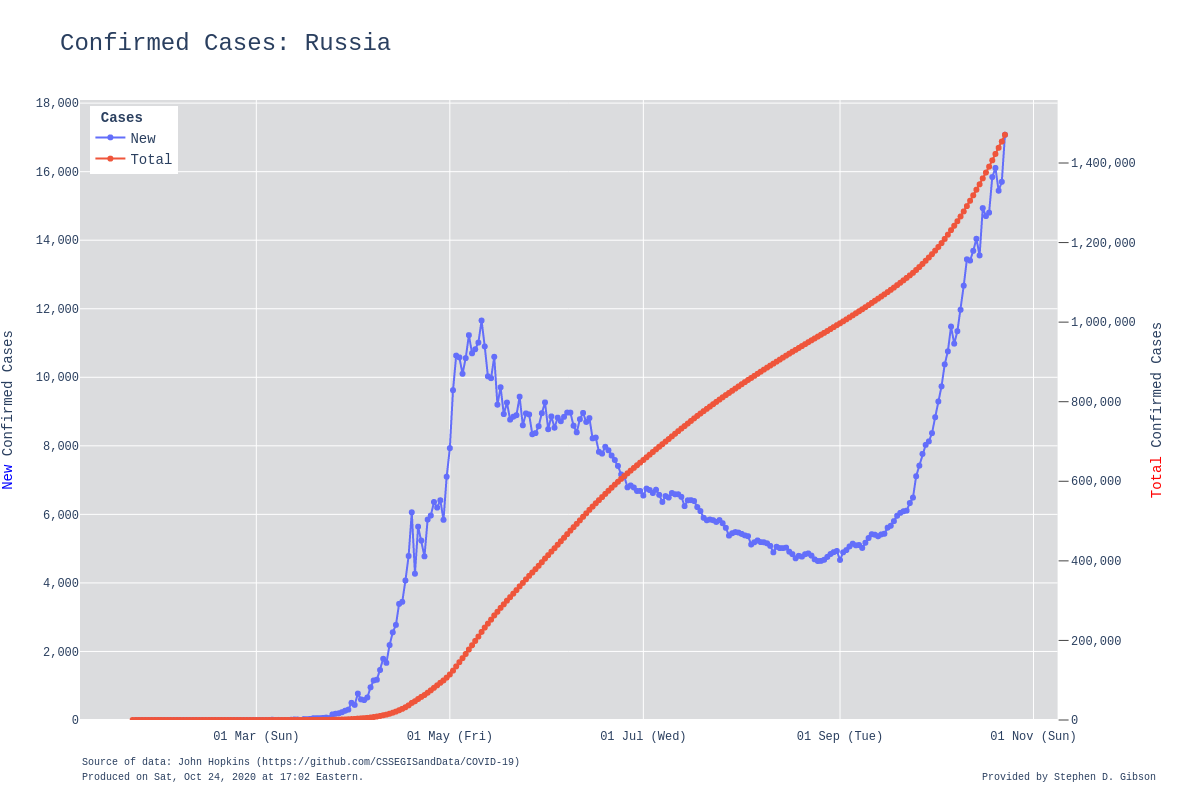 Confirmed Cases: Russia
Cases
New
Total
18,000
16,000
14,000
12,000
10,000
8,000
6,000
4,000
2,000
0
New Confirmed Cases
1,400,000
1,200,000
1,000,000
800,000
600,000
400,000
200,000
0
Total Confirmed Cases
01 Mar (Sun) 01 May (Fri) 01 Jul (Wed) 01 Sep (Tue) 01 Nov (Sun)
Source of data: John Hopkins (https://github.com/CSSEGISandData/COVID-19)
Produced on Sat, Oct 24, 2020 at 17:02 Eastern.
Provided by Stephen D. Gibson